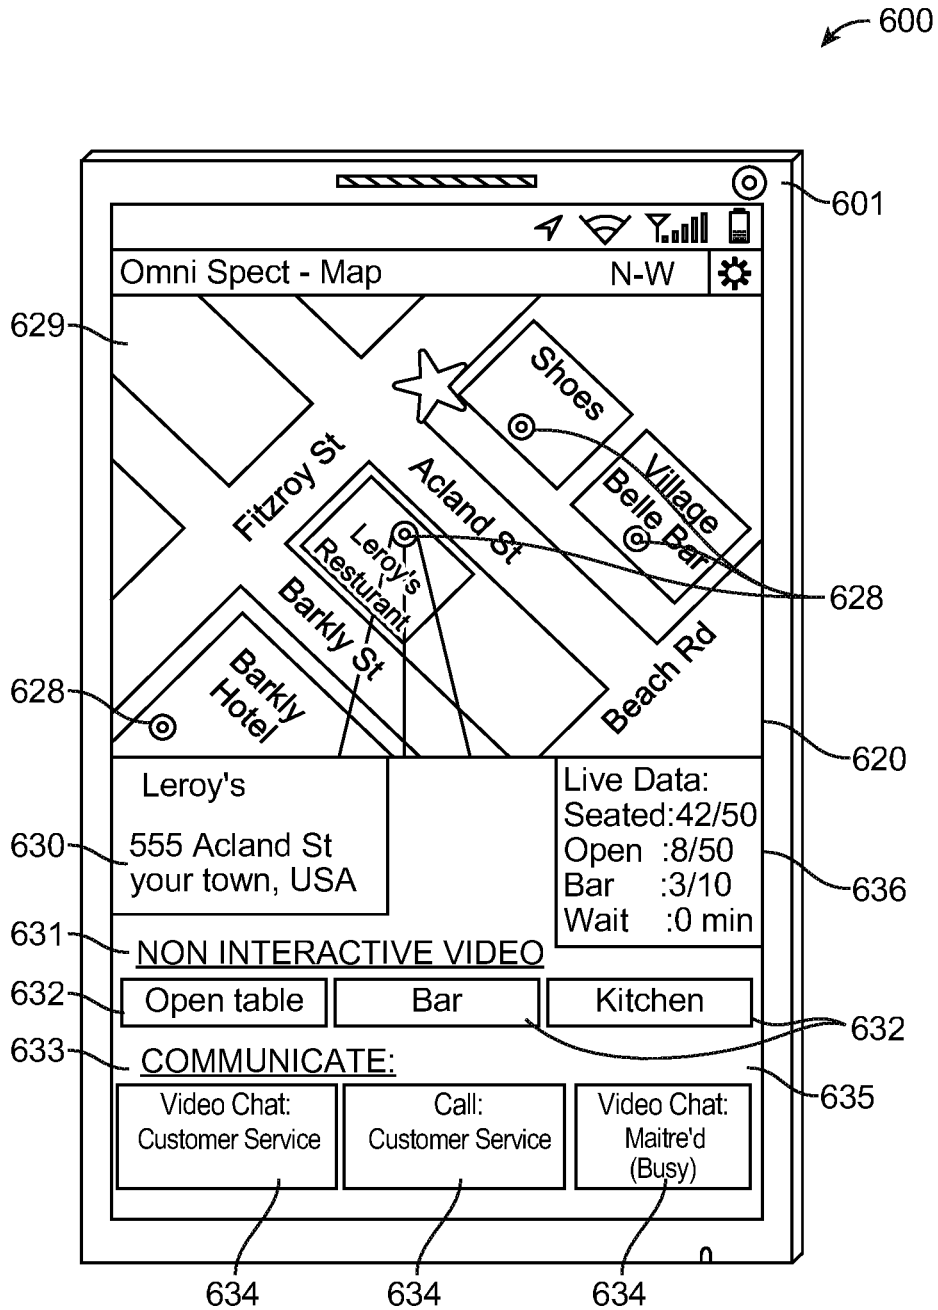 600
601
Omni Spect - Map
N-W
629
Shoes
Village
Belle Bar
Fitzroy St
Acland St
Leroy's
Resturant
Barkly St
Beach Rd
628
Barkly
Hotel
628
620
Leroy's
555 Acland St
your town, USA
630
Live Data:
Seated:42/50
Open :8/50
Bar :3/10
Wait :0 min
636
631
NON INTERACTIVE VIDEO
632
Open table
Bar
Kitchen
632
633
COMMUNICATE:
635
Video Chat:
Customer Service
Call:
Customer Service
Video Chat:
Maitre'd
(Busy)
634
634
634